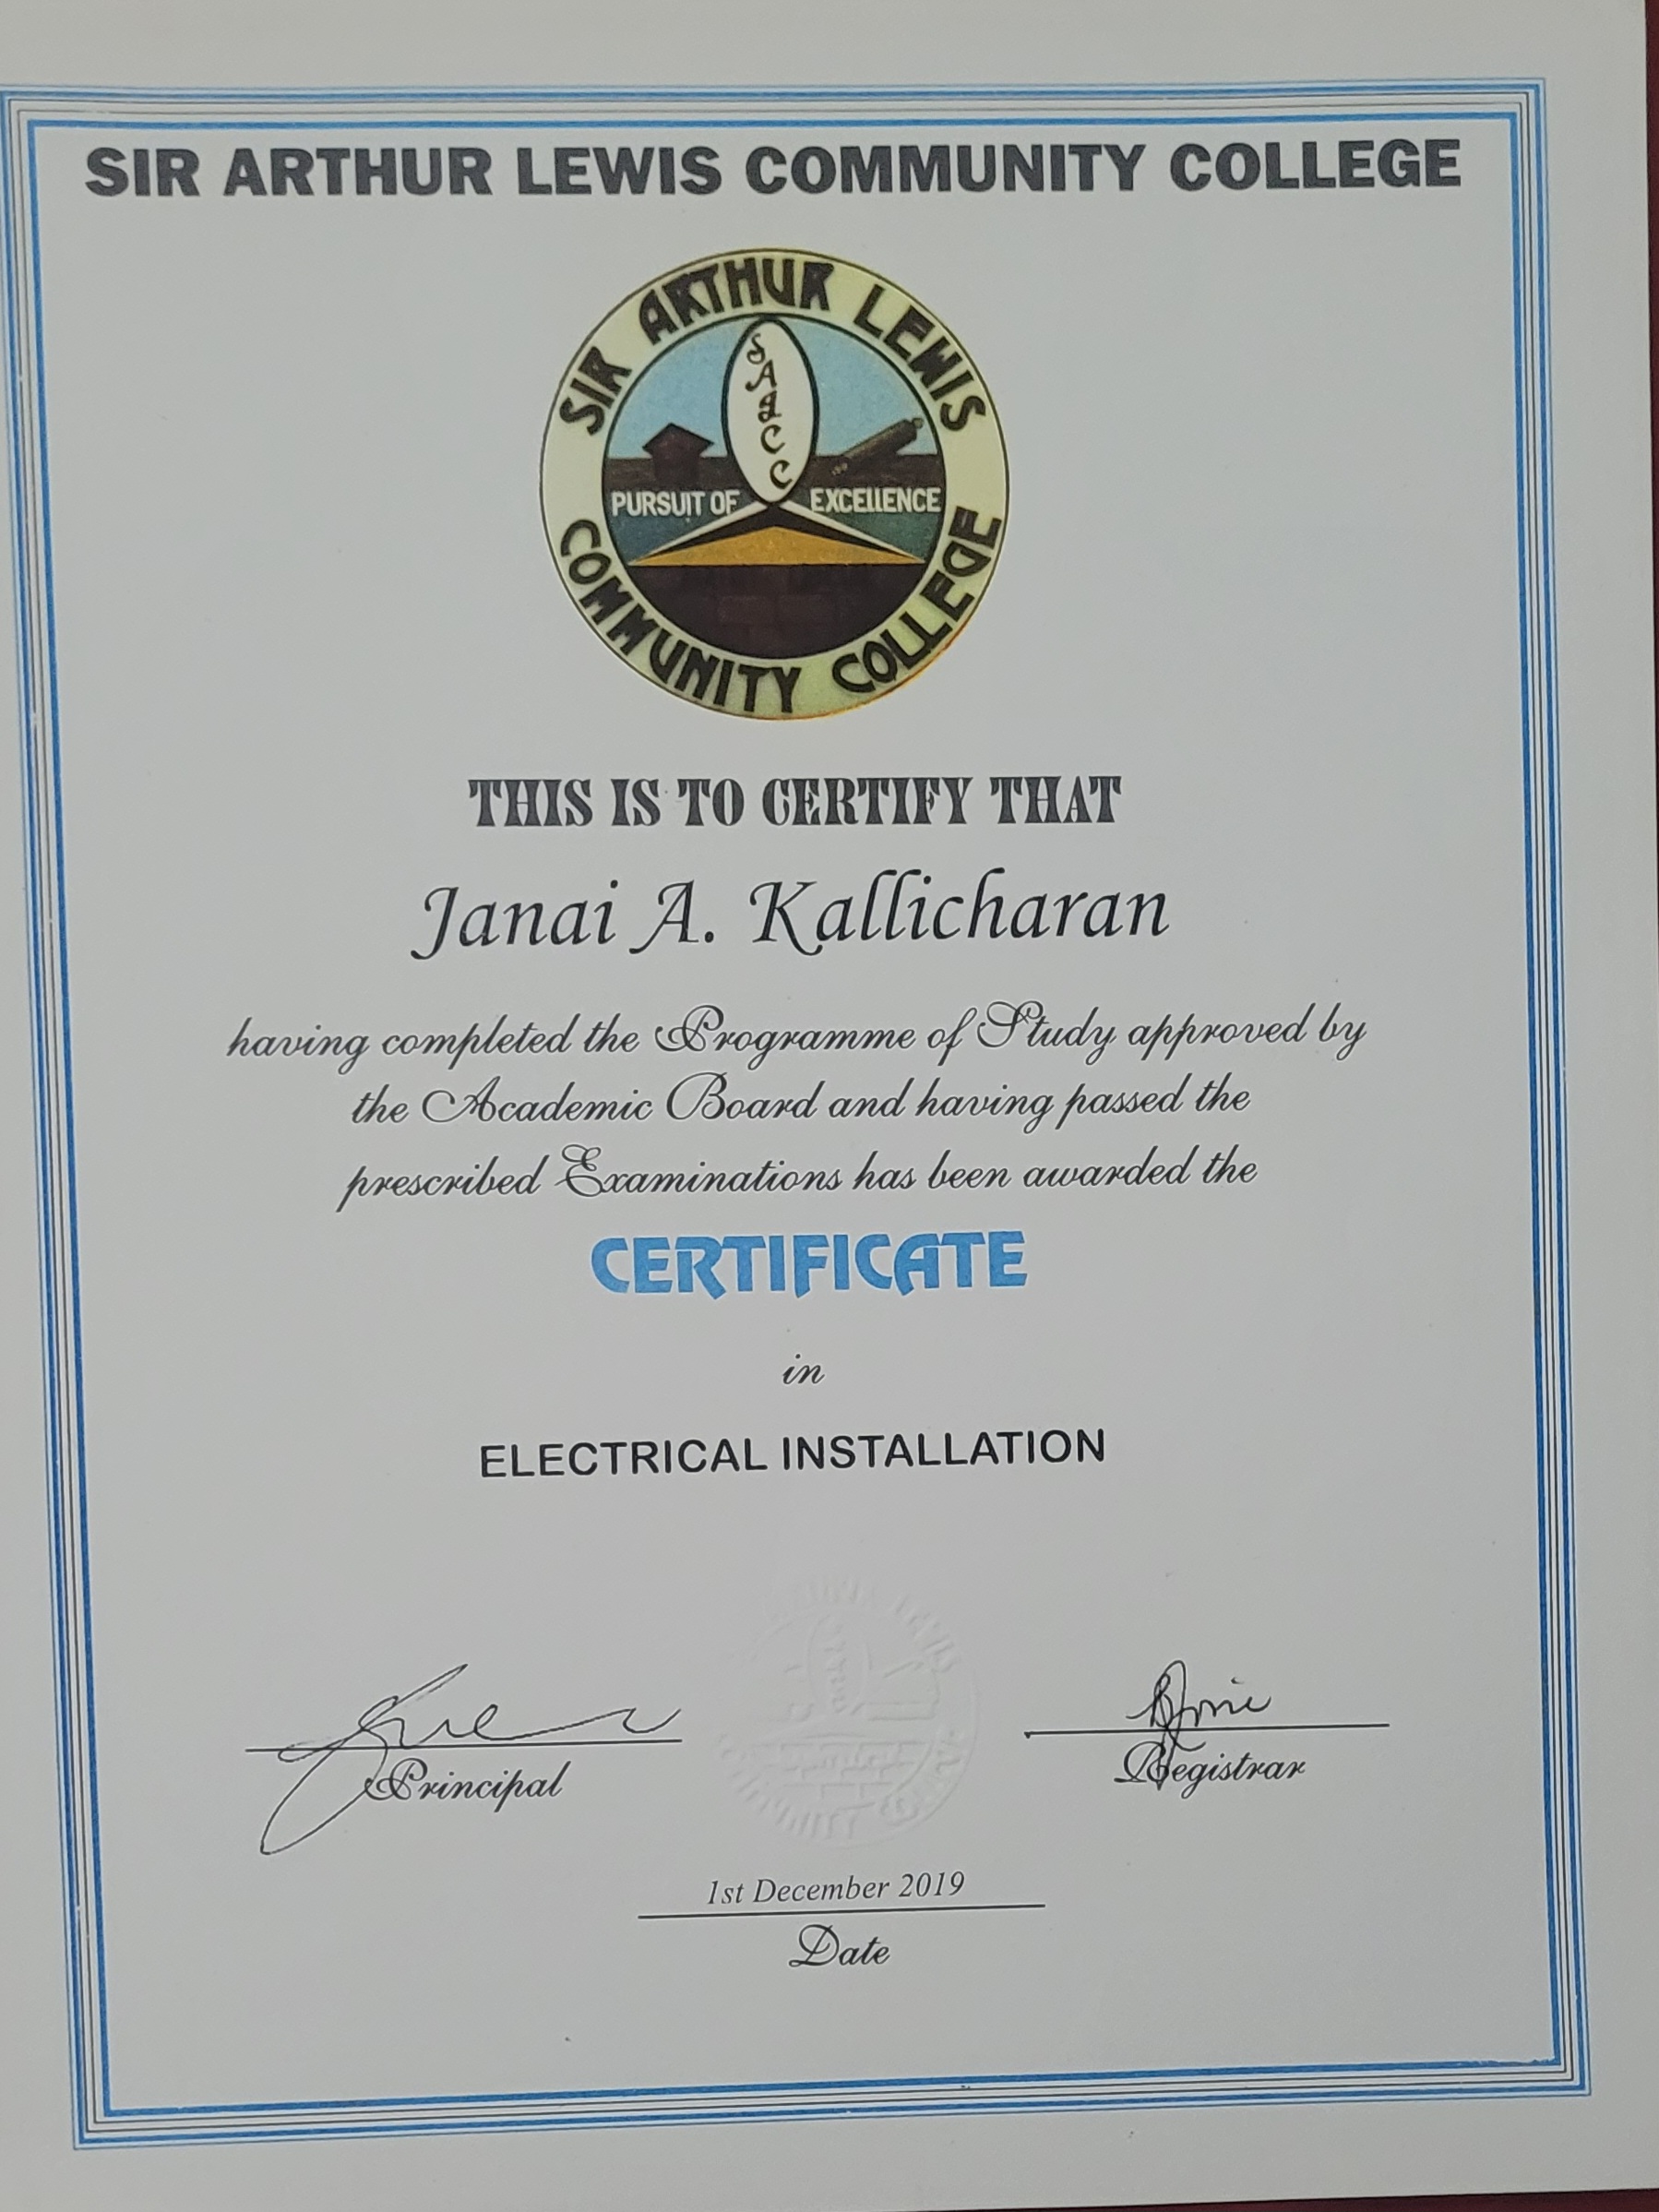 SIR ARTHUR LEWIS COMMUNITY COLLEGE
SIR ARTHUR LEWIS
SALCC
PURSUIT OF EXCELLENCE
COMMUNITY COLLEGE
THIS IS TO CERTIFY THAT
Janai A. Kallicharan
having completed the Programme of Study approved by
the Academic Board and having passed the
prescribed Examinations has been awarded the
CERTIFICATE
in
ELECTRICAL INSTALLATION
Principal
Registrar
1st December 2019
Date